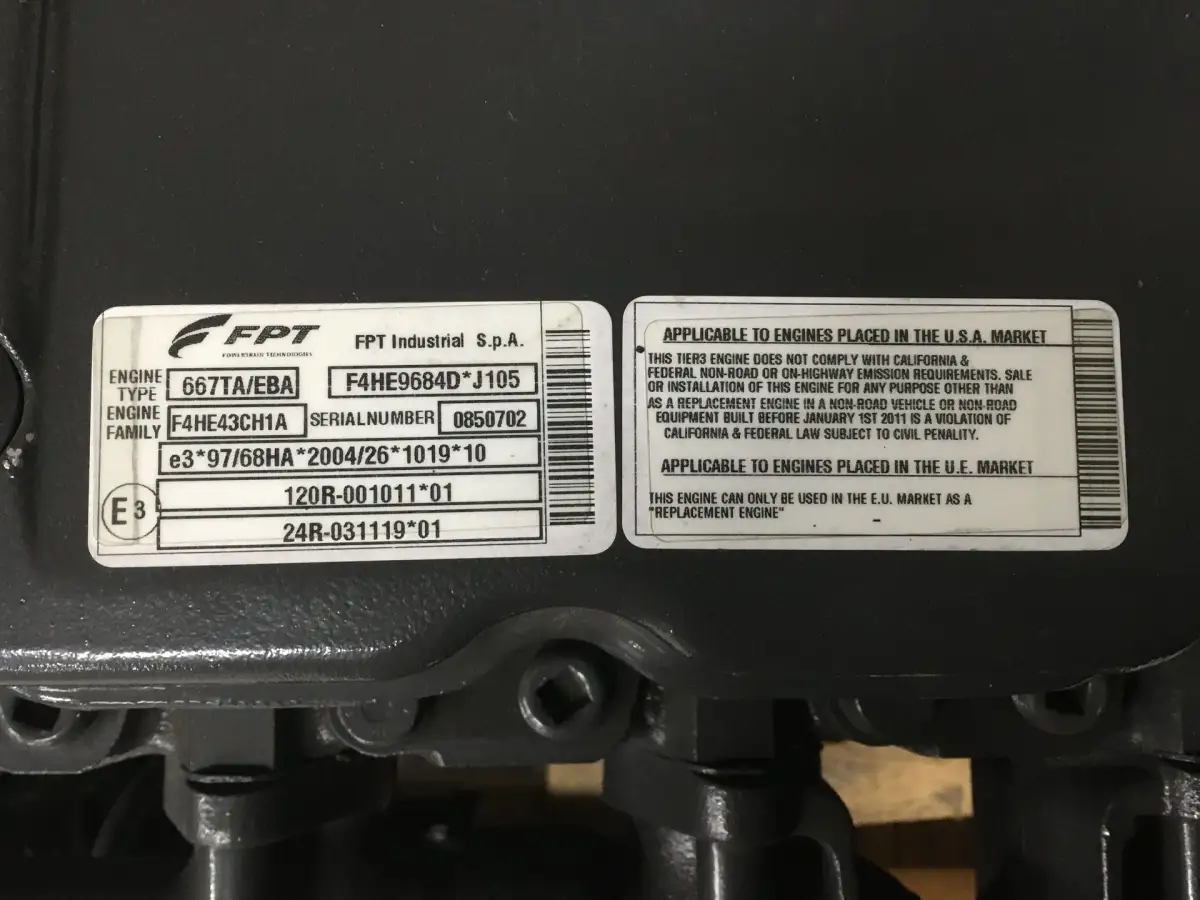 FPT
POWERTRAIN TECHNOLOGIES
FPT Industrial S.p.A.
ENGINE TYPE 667TA/EBA F4HE9684D*J105
ENGINE FAMILY F4HE43CH1A SERIALNUMBER 0850702
e3*97/68HA*2004/26*1019*10
E3 120R-001011*01
24R-031119*01
APPLICABLE TO ENGINES PLACED IN THE U.S.A. MARKET
THIS TIER3 ENGINE DOES NOT COMPLY WITH CALIFORNIA &
FEDERAL NON-ROAD OR ON-HIGHWAY EMISSION REQUIREMENTS. SALE
OR INSTALLATION OF THIS ENGINE FOR ANY PURPOSE OTHER THAN
AS A REPLACEMENT ENGINE IN A NON-ROAD VEHICLE OR NON-ROAD
EQUIPMENT BUILT BEFORE JANUARY 1ST 2011 IS A VIOLATION OF
CALIFORNIA & FEDERAL LAW SUBJECT TO CIVIL PENALITY.
APPLICABLE TO ENGINES PLACED IN THE U.E. MARKET
THIS ENGINE CAN ONLY BE USED IN THE E.U. MARKET AS A
"REPLACEMENT ENGINE"